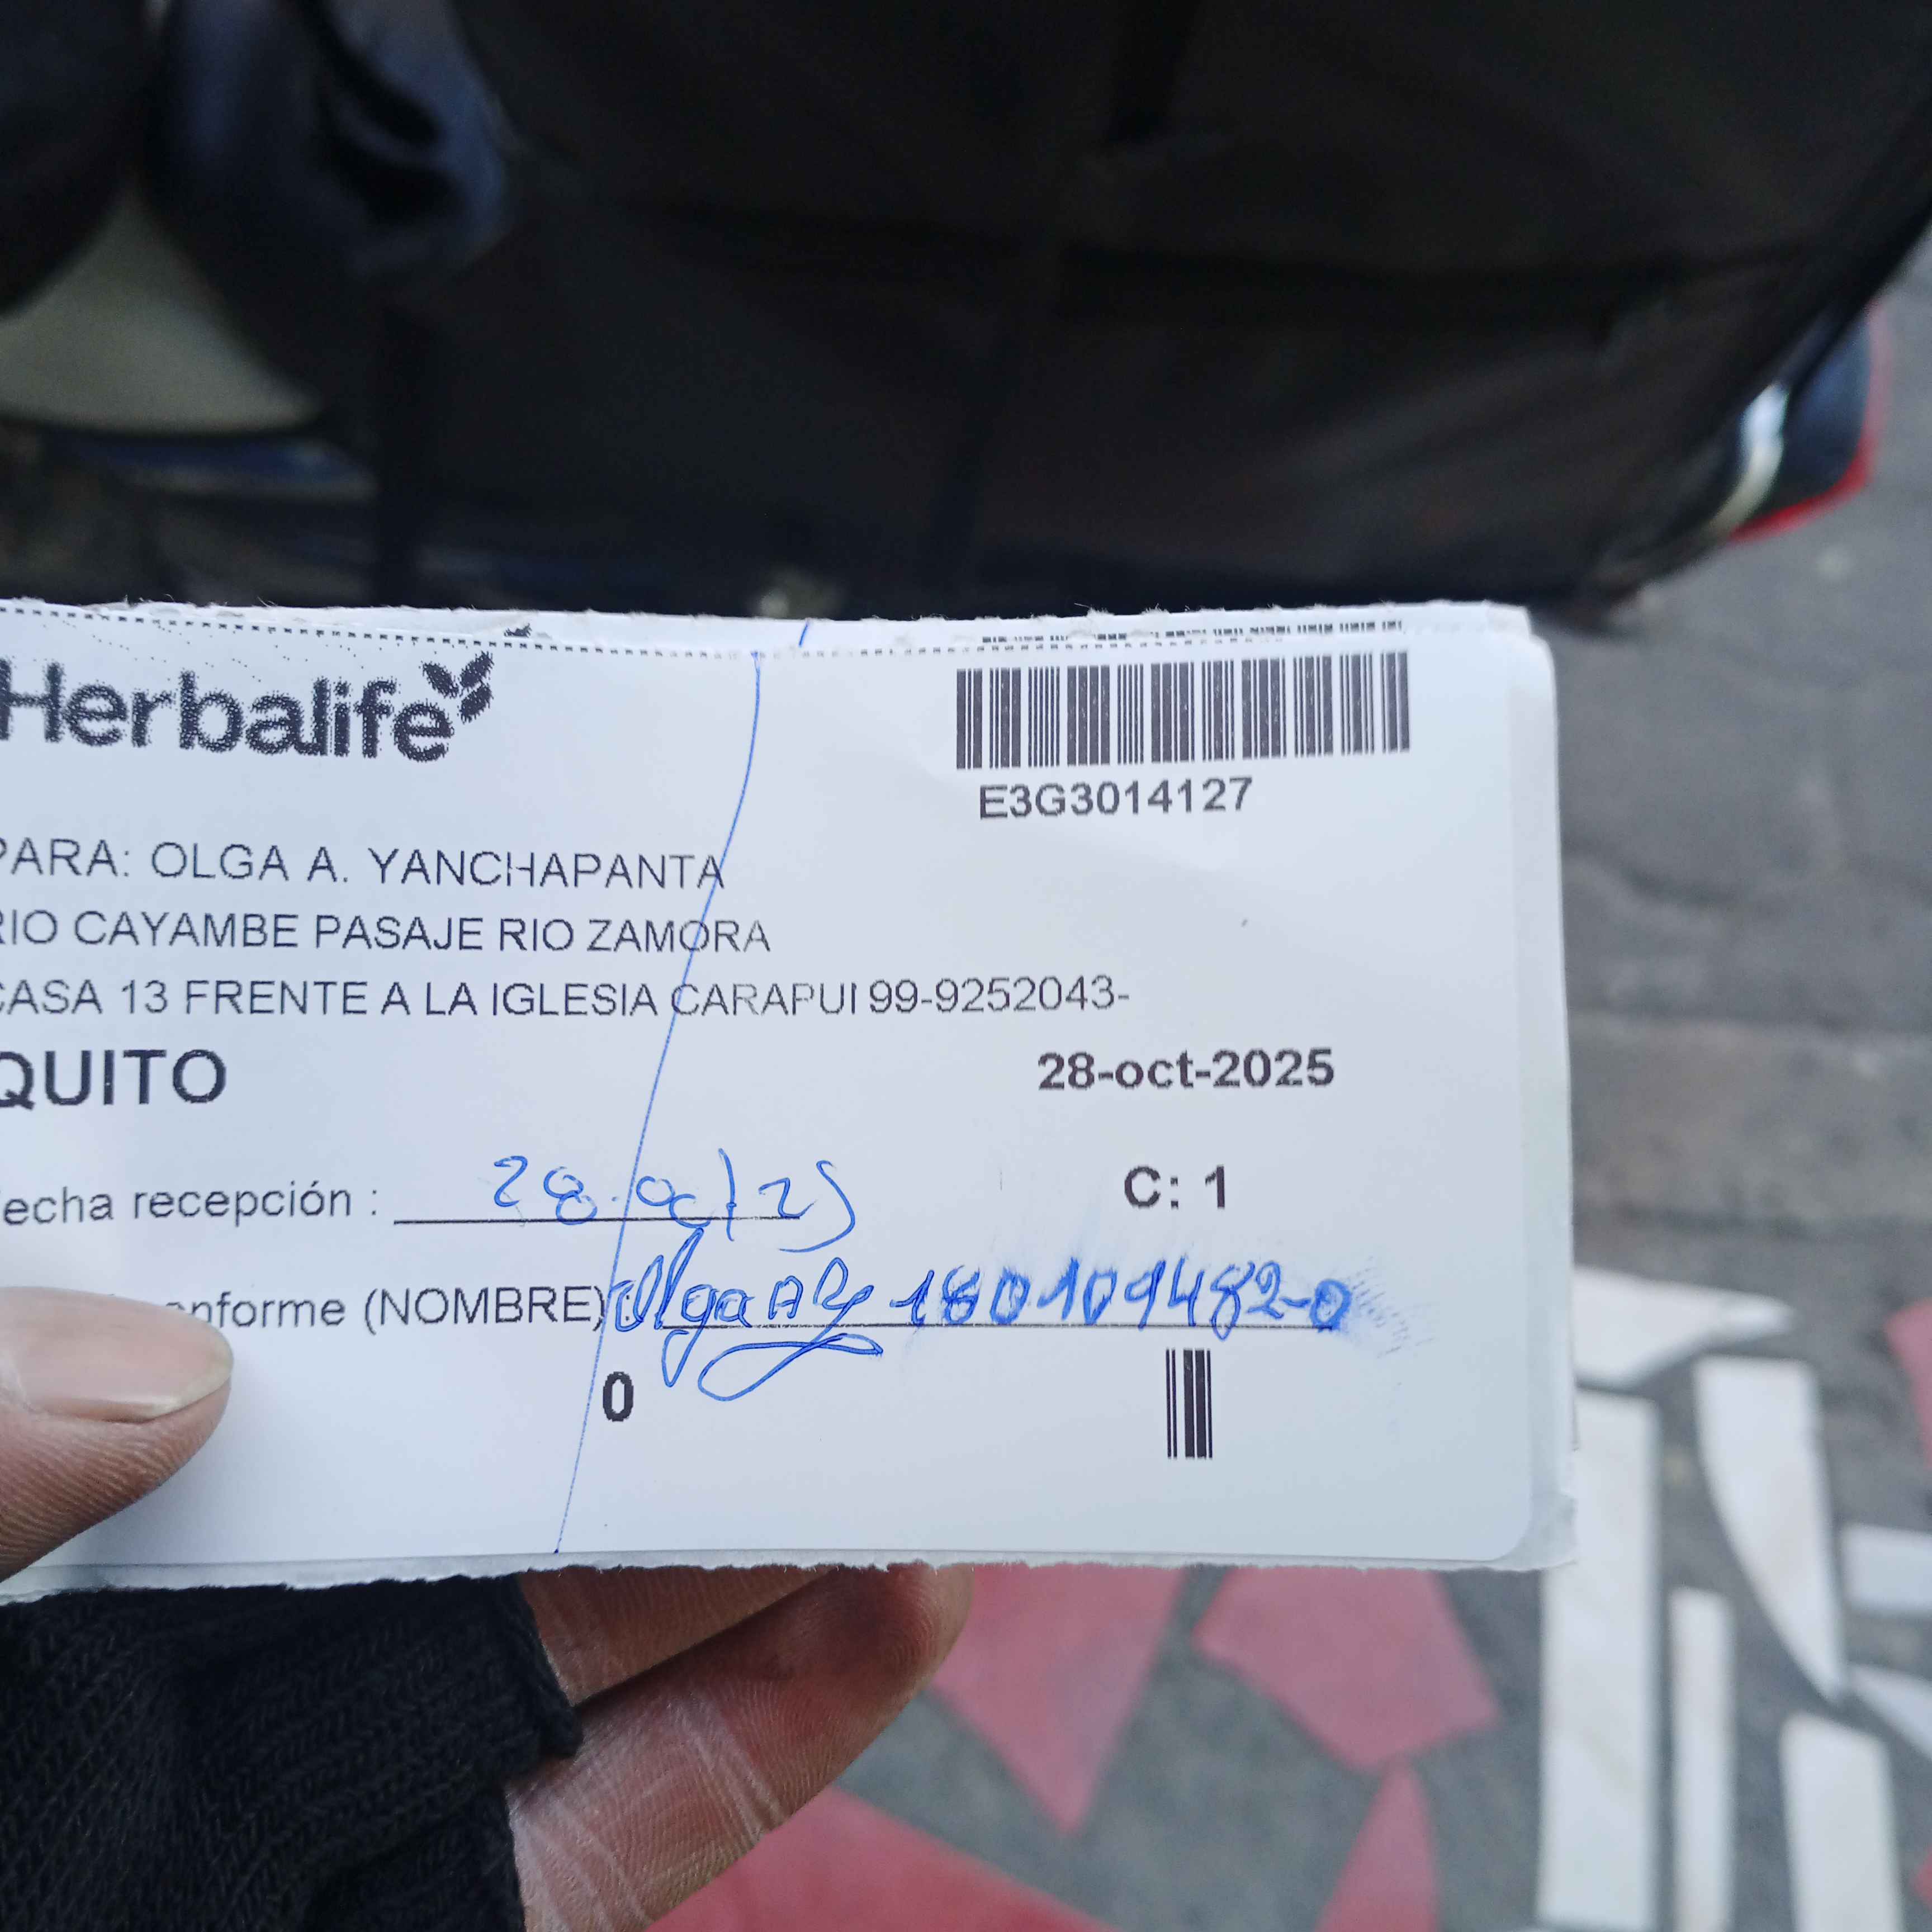 Herbalife
E3G3014127
PARA: OLGA A. YANCHAPANTA
RIO CAYAMBE PASAJE RIO ZAMORA
CASA 13 FRENTE A LA IGLESIA CARAPUI 99-9252043-
QUITO
28-oct-2025
fecha recepción : 28.oct 25
C: 1
onforme (NOMBRE) Olga A Y 180109482-0
0